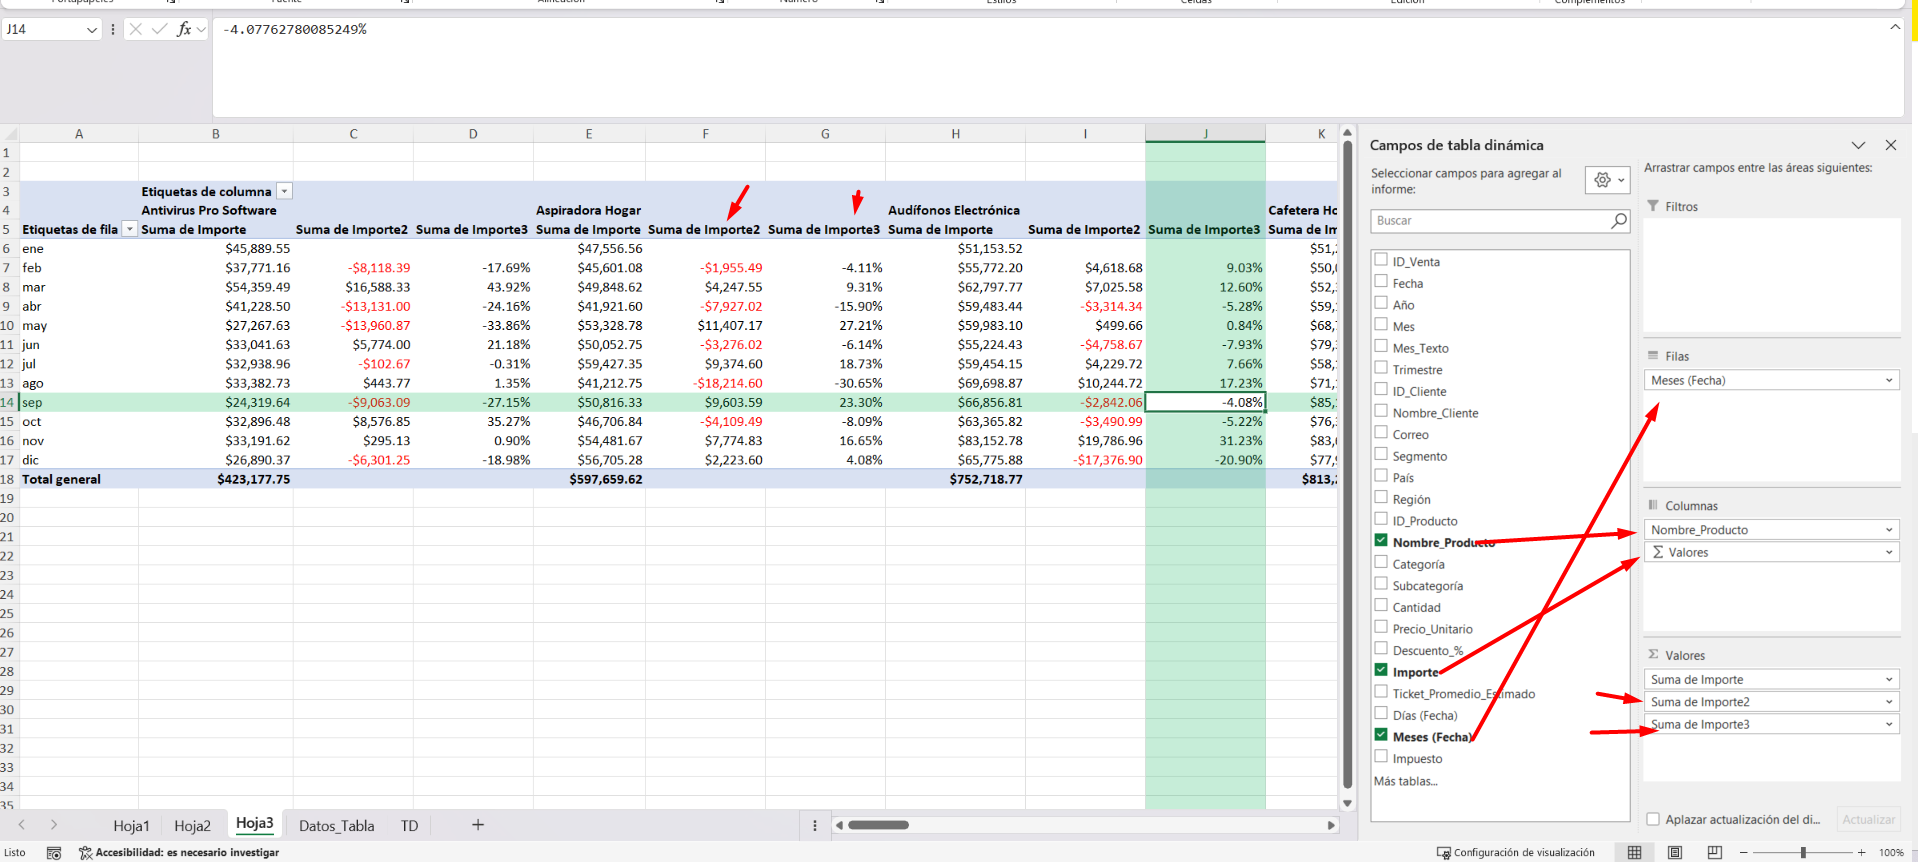 Portapapeles Fuente Alineación Número Estilos Celdas Edición Complementos
J14 fx -4.07762780085249%
A B C D E F G H I J K
1
2
3 Etiquetas de columna
4 Antivirus Pro Software Aspiradora Hogar Audífonos Electrónica Cafetera Ho
5 Etiquetas de fila Suma de Importe Suma de Importe2 Suma de Importe3 Suma de Importe Suma de Importe2 Suma de Importe3 Suma de Importe Suma de Importe2 Suma de Importe3 Suma de Im
6 ene $45,889.55 $47,556.56 $51,153.52 $51,
7 feb $37,771.16 -$8,118.39 -17.69% $45,601.08 -$1,955.49 -4.11% $55,772.20 $4,618.68 9.03% $50,
8 mar $54,359.49 $16,588.33 43.92% $49,848.62 $4,247.55 9.31% $62,797.77 $7,025.58 12.60% $52,
9 abr $41,228.50 -$13,131.00 -24.16% $41,921.60 -$7,927.02 -15.90% $59,483.44 -$3,314.34 -5.28% $59,
10 may $27,267.63 -$13,960.87 -33.86% $53,328.78 $11,407.17 27.21% $59,983.10 $499.66 0.84% $68,
11 jun $33,041.63 $5,774.00 21.18% $50,052.75 -$3,276.02 -6.14% $55,224.43 -$4,758.67 -7.93% $79,
12 jul $32,938.96 -$102.67 -0.31% $59,427.35 $9,374.60 18.73% $59,454.15 $4,229.72 7.66% $58,
13 ago $33,382.73 $443.77 1.35% $41,212.75 -$18,214.60 -30.65% $69,698.87 $10,244.72 17.23% $71,
14 sep $24,319.64 -$9,063.09 -27.15% $50,816.33 $9,603.59 23.30% $66,856.81 -$2,842.06 -4.08% $85,
15 oct $32,896.48 $8,576.85 35.27% $46,706.84 -$4,109.49 -8.09% $63,365.82 -$3,490.99 -5.22% $76,
16 nov $33,191.62 $295.13 0.90% $54,481.67 $7,774.83 16.65% $83,152.78 $19,786.96 31.23% $83,
17 dic $26,890.37 -$6,301.25 -18.98% $56,705.28 $2,223.60 4.08% $65,775.88 -$17,376.90 -20.90% $77,
18 Total general $423,177.75 $597,659.62 $752,718.77 $813,
19
20
21
22
23
24
25
26
27
28
29
30
31
32
33
34
35
Campos de tabla dinámica
Seleccionar campos para agregar al
informe:
Buscar
ID_Venta
Fecha
Año
Mes
Mes_Texto
Trimestre
ID_Cliente
Nombre_Cliente
Correo
Segmento
País
Región
ID_Producto
Nombre_Producto
Categoría
Subcategoría
Cantidad
Precio_Unitario
Descuento_%
Importe
Ticket_Promedio_Estimado
Días (Fecha)
Meses (Fecha)
Impuesto
Más tablas...
Arrastrar campos entre las áreas siguientes:
Filtros
Filas
Meses (Fecha)
Columnas
Nombre_Producto
Σ Valores
Σ Valores
Suma de Importe
Suma de Importe2
Suma de Importe3
Aplazar actualización del di... Actualizar
Hoja1 Hoja2 Hoja3 Datos_Tabla TD +
Listo Accesibilidad: es necesario investigar Configuración de visualización 100%